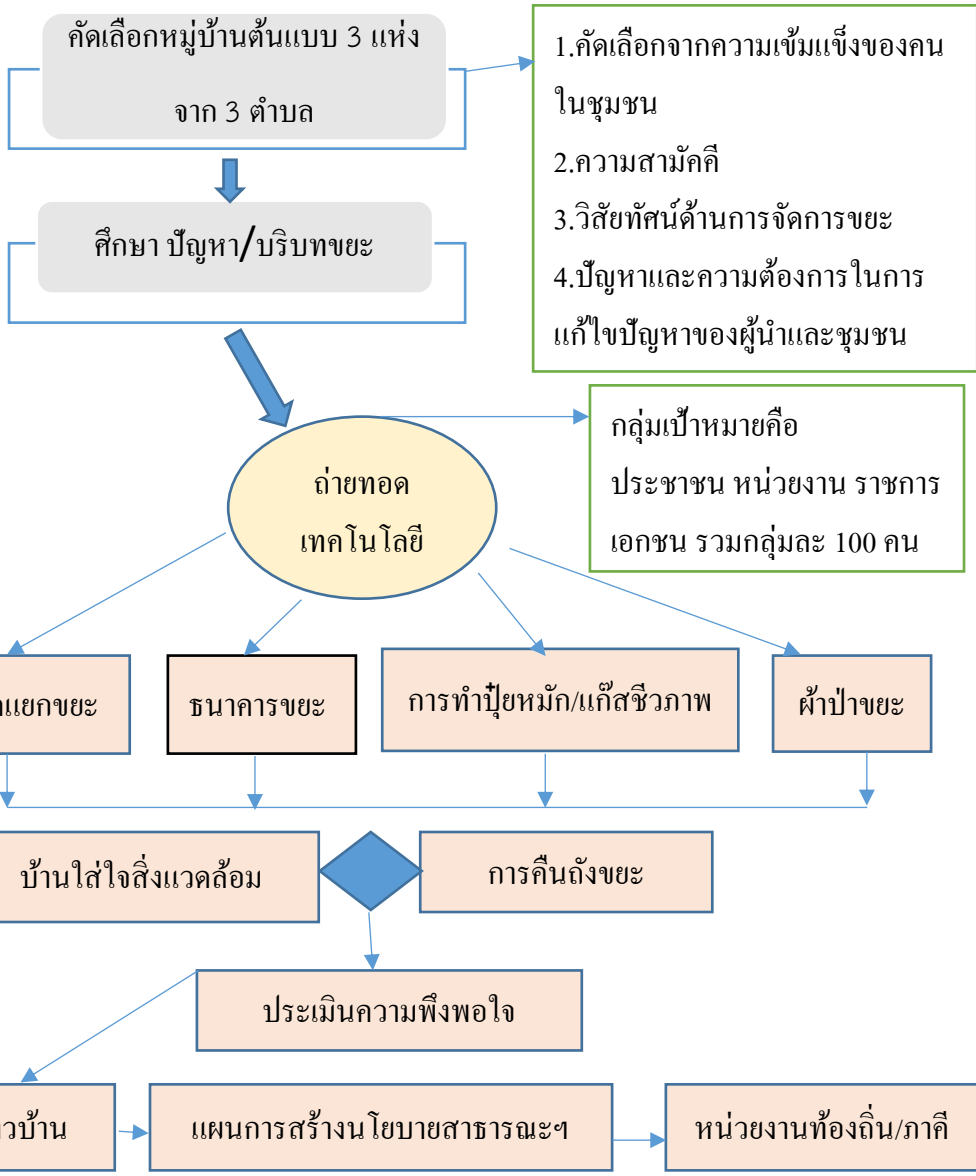 คัดเลือกหมู่บ้านต้นแบบ 3 แห่ง
จาก 3 ตำบล
1.คัดเลือกจากความเข้มแข็งของคน
ในชุมชน
2.ความสามัคคี
3.วิสัยทัศน์ด้านการจัดการขยะ
4.ปัญหาและความต้องการในการ
แก้ไขปัญหาของผู้นำและชุมชน
ศึกษา ปัญหา/บริบทขยะ
ถ่ายทอด
เทคโนโลยี
กลุ่มเป้าหมายคือ
ประชาชน หน่วยงาน ราชการ
เอกชน รวมกลุ่มละ 100 คน
แยกขยะ
ธนาคารขยะ
การทำปุ๋ยหมัก/แก๊สชีวภาพ
ผ้าป่าขยะ
บ้านใส่ใจสิ่งแวดล้อม
การคืนถังขยะ
ประเมินความพึงพอใจ
วบ้าน
แผนการสร้างนโยบายสาธารณะฯ
หน่วยงานท้องถิ่น/ภาคี